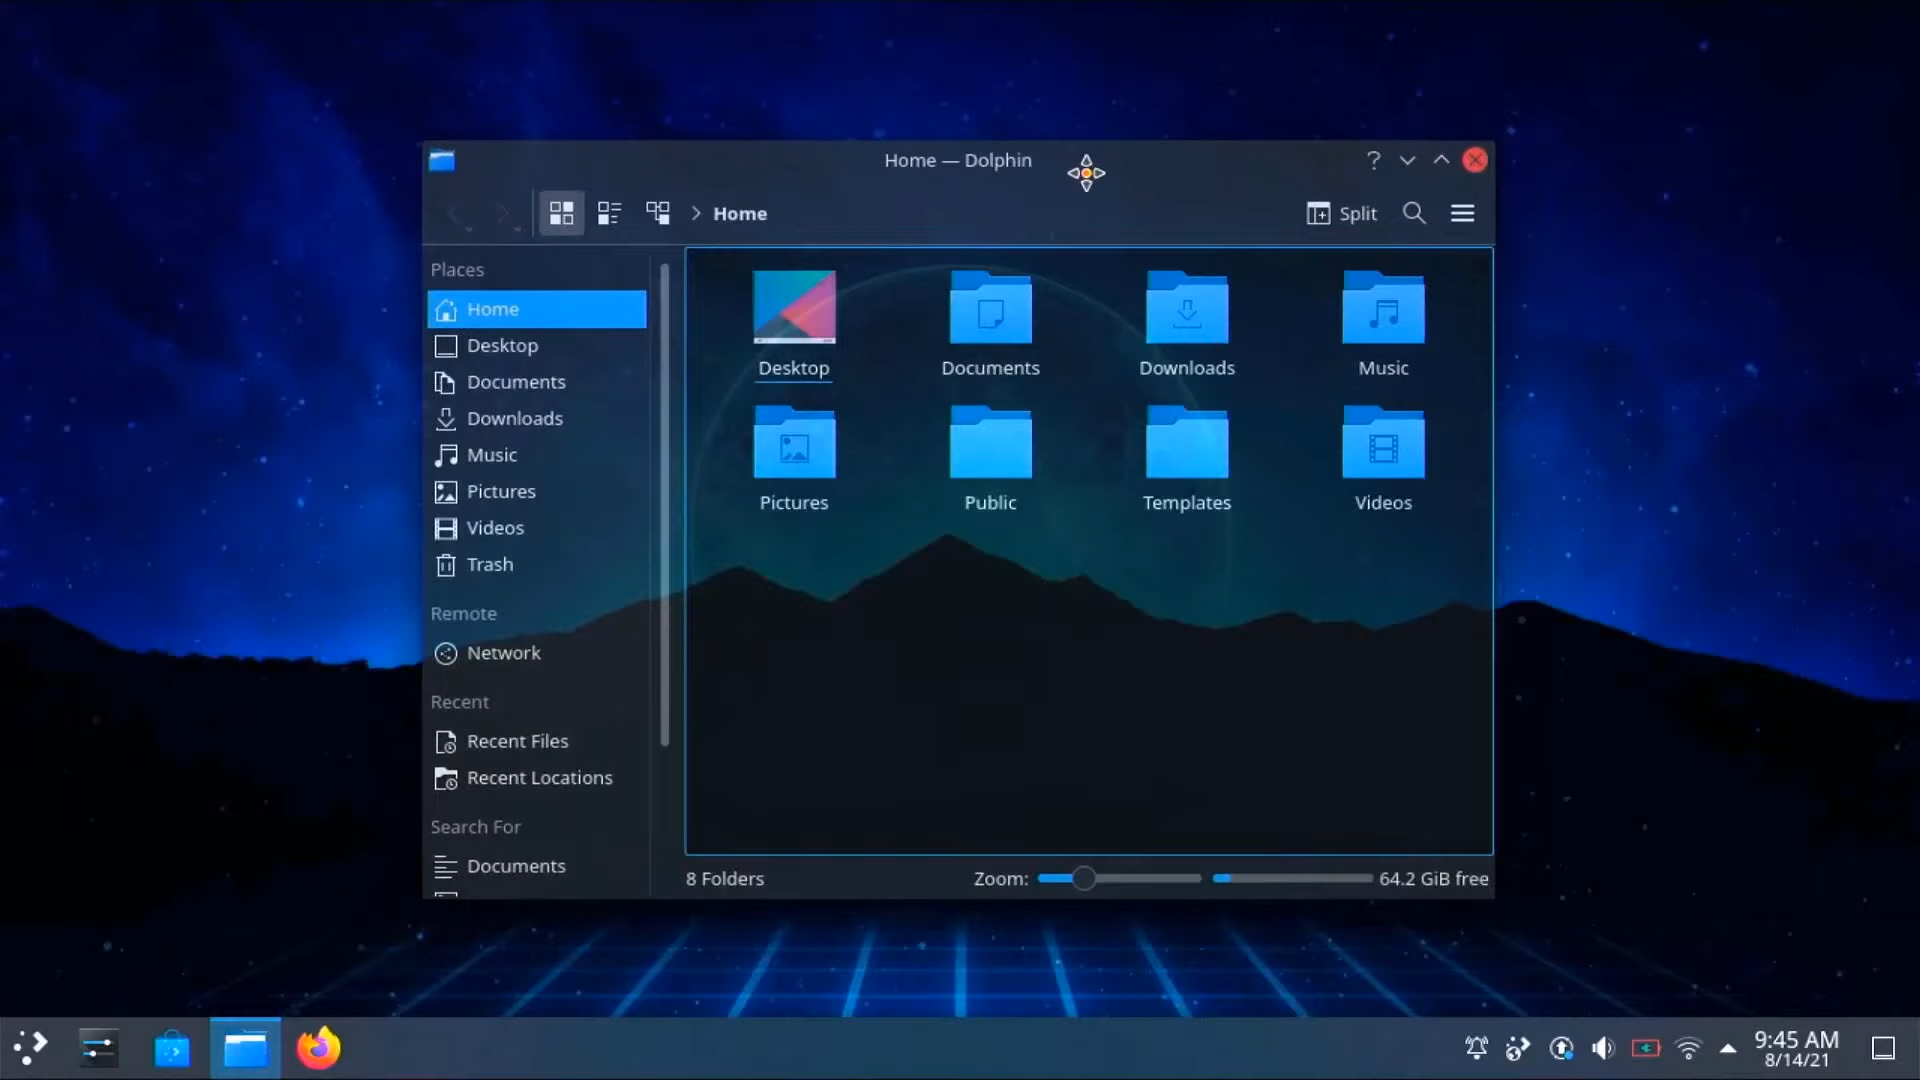 Home — Dolphin
?
Home
Split
Places
Home
Desktop
Documents
Downloads
Music
Pictures
Videos
Trash
Remote
Network
Recent
Recent Files
Recent Locations
Search For
Documents
Desktop
Documents
Downloads
Music
Pictures
Public
Templates
Videos
8 Folders
Zoom:
64.2 GiB free
9:45 AM
8/14/21